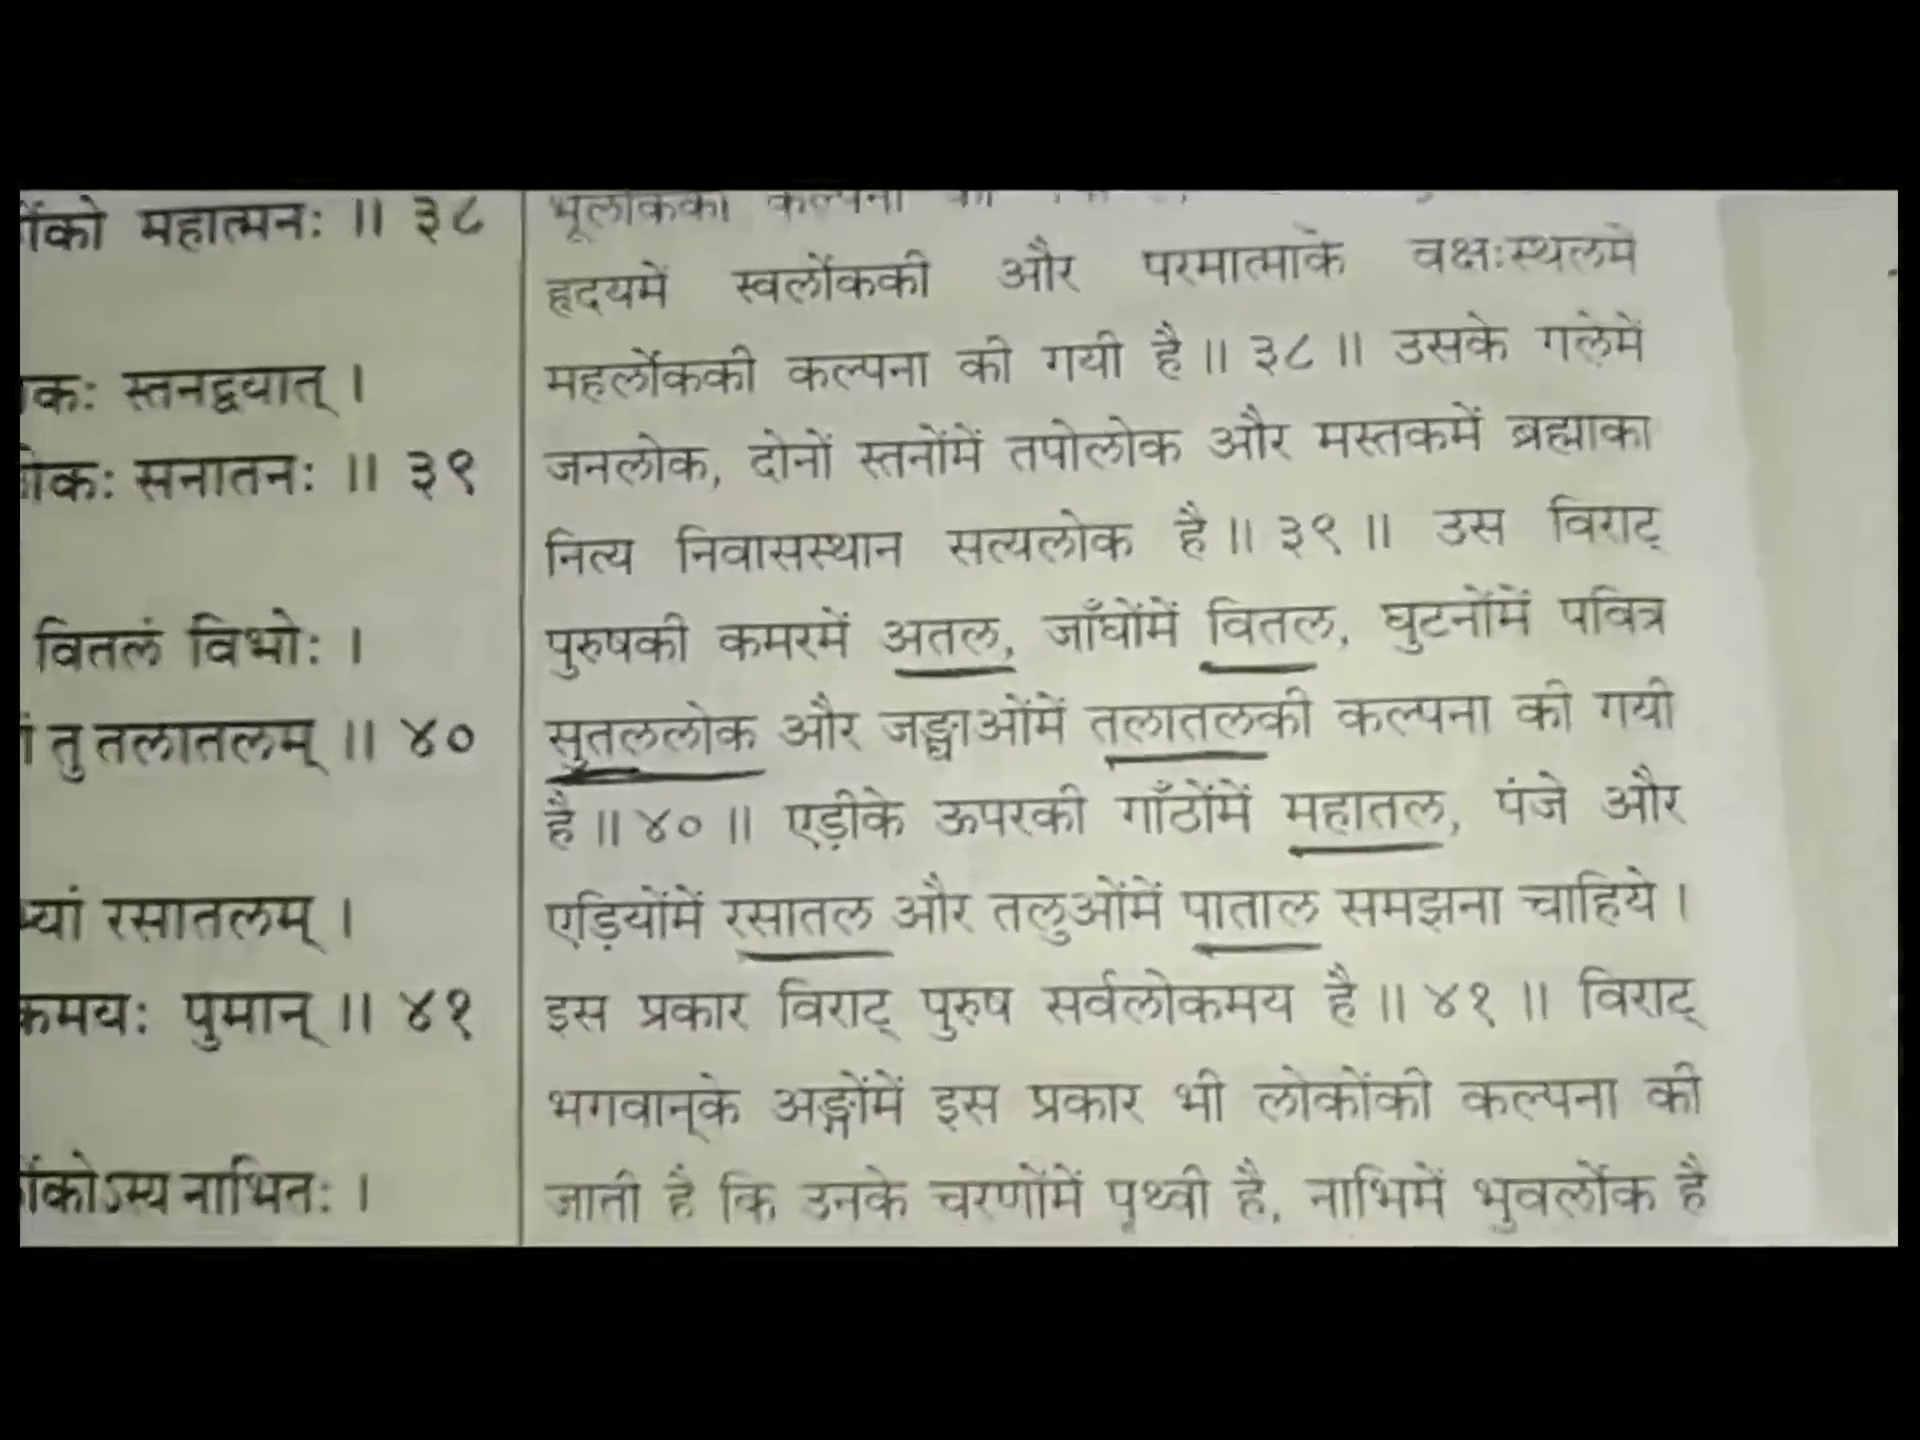 महात्मनः ॥ ३८
कः स्तनद्वयात् ।
कः सनातनः ॥ ३९
वितलं विभोः ।
तु तलातलम् ॥ ४०
रसातलम् ।
कमयः पुमान् ॥ ४१
नाभितः ।
भूलोककी कल्पना
हृदयमें स्वर्लोककी और परमात्माके वक्षःस्थलमें
महर्लोककी कल्पना की गयी है ॥ ३८ ॥ उसके गलेमें
जनलोक, दोनों स्तनोंमें तपोलोक और मस्तकमें ब्रह्माका
नित्य निवासस्थान सत्यलोक है ॥ ३९ ॥ उस विराट्
पुरुषकी कमरमें अतल, जाँघोंमें वितल, घुटनोंमें पवित्र
सुतललोक और जङ्घाओंमें तलातलकी कल्पना की गयी
है ॥ ४० ॥ एड़ीके ऊपरकी गाँठोंमें महातल, पंजे और
एड़ियोंमें रसातल और तलुओंमें पाताल समझना चाहिये ।
इस प्रकार विराट् पुरुष सर्वलोकमय है ॥ ४१ ॥ विराट्
भगवान्‌के अङ्गोंमें इस प्रकार भी लोकोंकी कल्पना की
जाती है कि उनके चरणोंमें पृथ्वी है, नाभिमें भुवर्लोक है